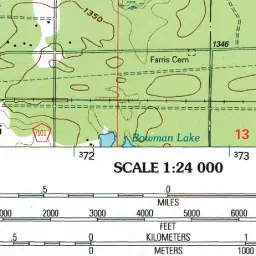 1350
1346
Farris Cem
201
Bowman Lake
13
372 373
SCALE 1:24 000
.5 0
MILES
1000 2000 3000 4000 5000 6000
FEET
.5 0 1
KILOMETERS
0 1000
METERS